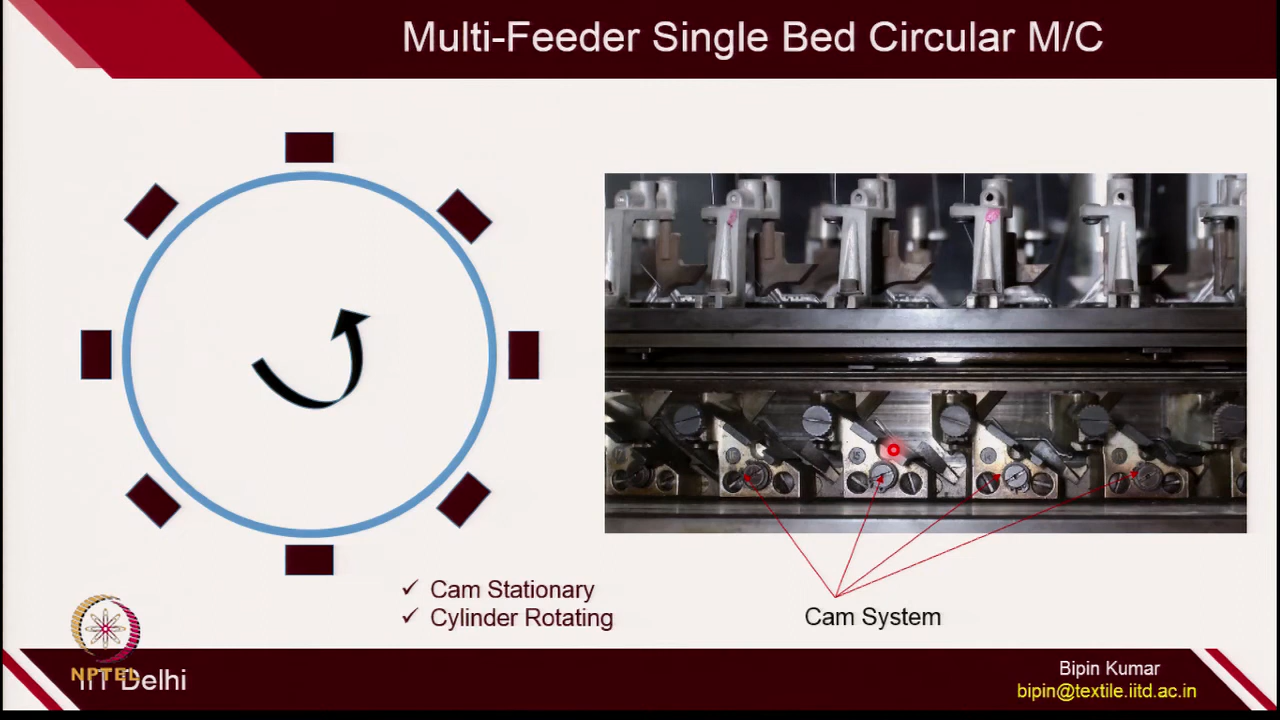 Multi-Feeder Single Bed Circular M/C
✓ Cam Stationary
✓ Cylinder Rotating
Cam System
NPTEL
IIT Delhi
Bipin Kumar
bipin@textile.iitd.ac.in